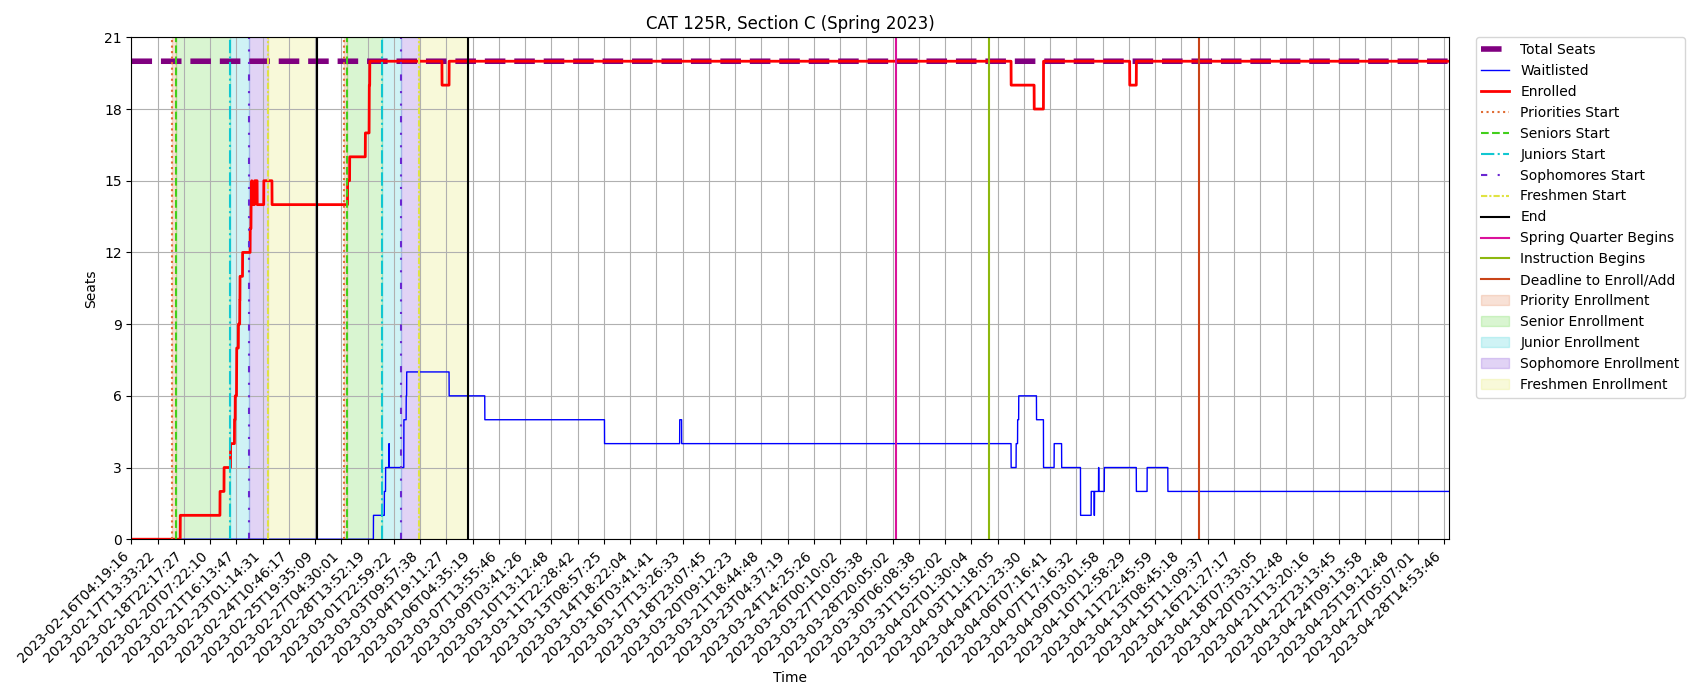 CAT 125R, Section C (Spring 2023)
21
18
15
12
9
6
3
0
Seats
2023-02-16T04:19:16
2023-02-17T13:33:22
2023-02-18T22:17:27
2023-02-20T07:22:10
2023-02-21T16:13:47
2023-02-23T01:14:31
2023-02-24T10:46:17
2023-02-25T19:35:09
2023-02-27T04:30:01
2023-02-28T13:52:19
2023-03-01T22:59:22
2023-03-03T09:57:38
2023-03-04T19:11:27
2023-03-06T04:35:19
2023-03-07T13:55:46
2023-03-09T03:41:26
2023-03-10T13:12:48
2023-03-11T22:28:42
2023-03-13T08:57:25
2023-03-14T18:22:04
2023-03-16T03:41:41
2023-03-17T13:26:33
2023-03-18T23:07:45
2023-03-20T09:12:23
2023-03-21T18:44:48
2023-03-23T04:37:19
2023-03-24T14:25:26
2023-03-26T00:10:02
2023-03-27T10:05:38
2023-03-28T20:05:02
2023-03-30T06:08:39
2023-03-31T15:52:02
2023-04-02T01:30:04
2023-04-03T11:18:05
2023-04-04T21:23:30
2023-04-06T07:16:41
2023-04-07T17:16:32
2023-04-09T03:01:58
2023-04-10T12:58:29
2023-04-11T22:45:59
2023-04-13T08:45:18
2023-04-15T11:09:37
2023-04-16T21:27:17
2023-04-18T07:33:05
2023-04-20T03:12:48
2023-04-21T13:20:16
2023-04-22T23:13:45
2023-04-24T09:13:58
2023-04-25T19:12:48
2023-04-27T05:07:01
2023-04-28T14:53:46
Time
Total Seats
Waitlisted
Enrolled
Priorities Start
Seniors Start
Juniors Start
Sophomores Start
Freshmen Start
End
Spring Quarter Begins
Instruction Begins
Deadline to Enroll/Add
Priority Enrollment
Senior Enrollment
Junior Enrollment
Sophomore Enrollment
Freshmen Enrollment